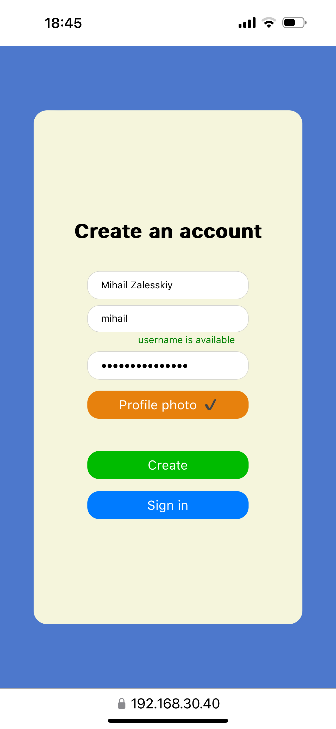 18:45
Create an account
Mihail Zalesskiy
mihail
username is available
•••••••••••••••
Profile photo ✔
Create
Sign in
192.168.30.40